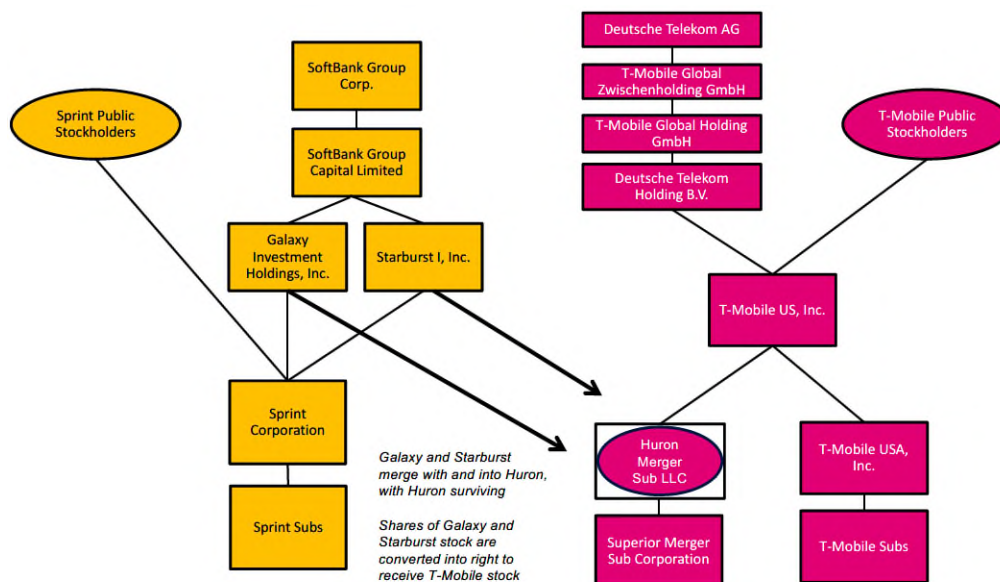 Deutsche Telekom AG
SoftBank Group
Corp.
T-Mobile Global
Zwischenholding GmbH
Sprint Public
Stockholders
T-Mobile Global Holding
GmbH
T-Mobile Public
Stockholders
SoftBank Group
Capital Limited
Deutsche Telekom
Holding B.V.
Galaxy
Investment
Holdings, Inc.
Starburst I, Inc.
T-Mobile US, Inc.
Sprint
Corporation
Huron
Merger
Sub LLC
T-Mobile USA,
Inc.
Galaxy and Starburst
merge with and into Huron,
with Huron surviving
Sprint Subs
Shares of Galaxy and
Starburst stock are
converted into right to
receive T-Mobile stock
Superior Merger
Sub Corporation
T-Mobile Subs